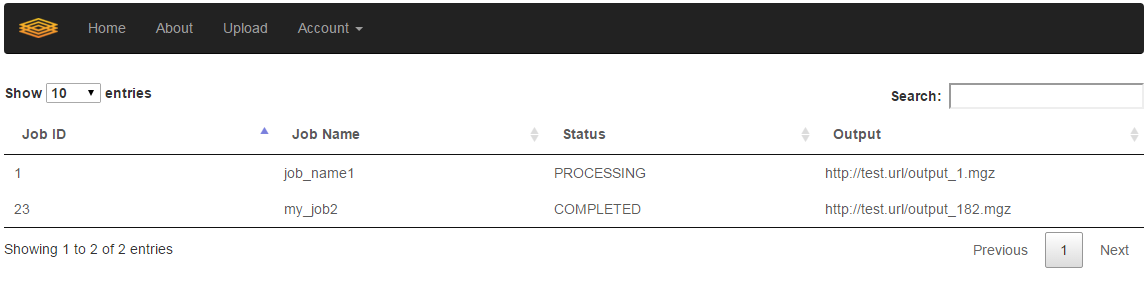 Home About Upload Account
Show 10 entries Search:
Job ID Job Name Status Output
1 job_name1 PROCESSING http://test.url/output_1.mgz
23 my_job2 COMPLETED http://test.url/output_182.mgz
Showing 1 to 2 of 2 entries Previous 1 Next